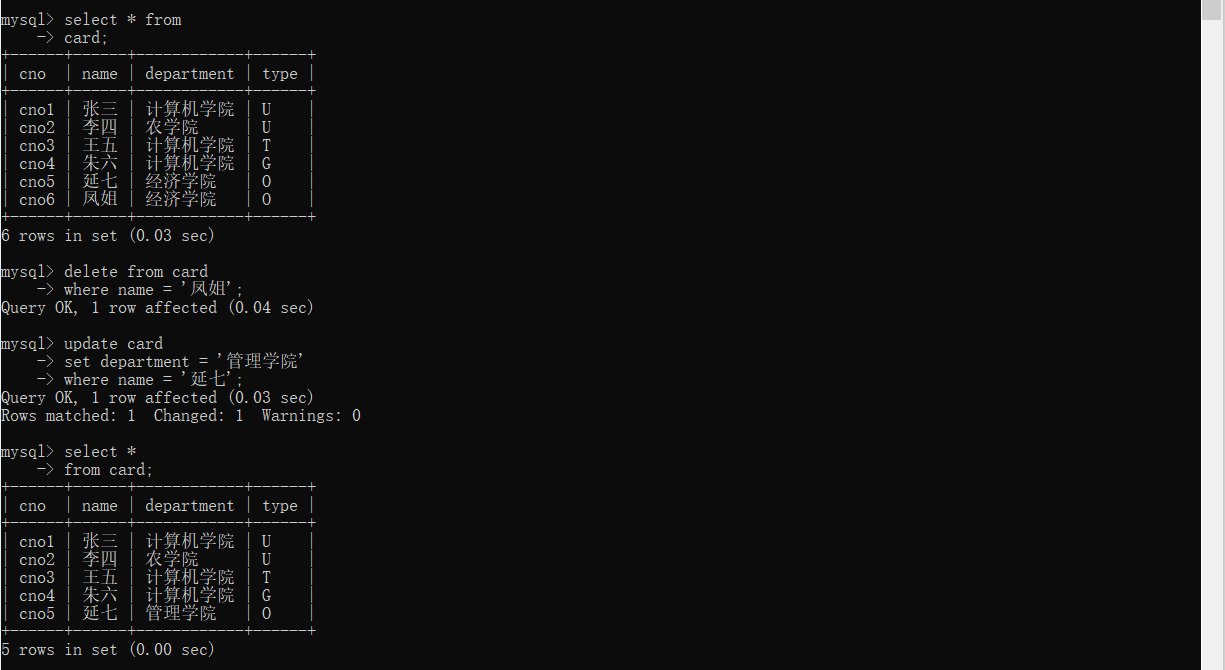 mysql> select * from
    -> card;
+------+------+------------+------+
| cno  | name | department | type |
+------+------+------------+------+
| cno1 | 张三 | 计算机学院 | U    |
| cno2 | 李四 | 农学院     | U    |
| cno3 | 王五 | 计算机学院 | T    |
| cno4 | 朱六 | 计算机学院 | G    |
| cno5 | 延七 | 经济学院   | O    |
| cno6 | 凤姐 | 经济学院   | O    |
+------+------+------------+------+
6 rows in set (0.03 sec)

mysql> delete from card
    -> where name = '凤姐';
Query OK, 1 row affected (0.04 sec)

mysql> update card
    -> set department = '管理学院'
    -> where name = '延七';
Query OK, 1 row affected (0.03 sec)
Rows matched: 1  Changed: 1  Warnings: 0

mysql> select *
    -> from card;
+------+------+------------+------+
| cno  | name | department | type |
+------+------+------------+------+
| cno1 | 张三 | 计算机学院 | U    |
| cno2 | 李四 | 农学院     | U    |
| cno3 | 王五 | 计算机学院 | T    |
| cno4 | 朱六 | 计算机学院 | G    |
| cno5 | 延七 | 管理学院   | O    |
+------+------+------------+------+
5 rows in set (0.00 sec)